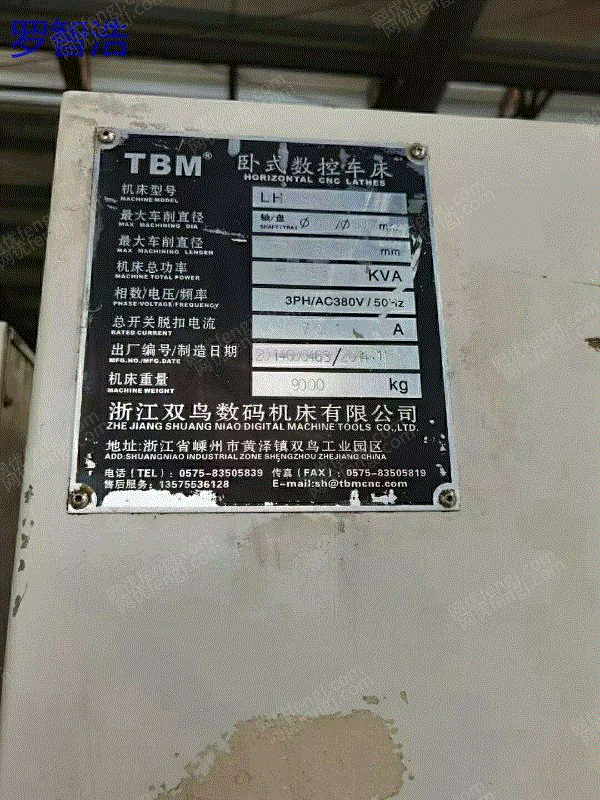 TBM® 卧式数控车床
HORIZONTAL CNC LATHES
机床型号 LH
MACHINE MODEL
最大车削直径 轴/盘 Ø /Ø
MAX MACHINING DIA SHAFT/TRAY
最大车削直径 mm
MAX MACHINING LENGEH
机床总功率 KVA
MACHINE TOTAL POWER
相数/电压/频率 3PH/AC380V/50Hz
PHASE/VOLTAGE/FREQUENCY
总开关脱扣电流 A
RATED CURRENT
出厂编号/制造日期
MFG.NO./MFG.DATE
机床重量 9000 kg
MACHINE WEIGHT
浙江双鸟数码机床有限公司
ZHE JIANG SHUANG NIAO DIGITAL MACHINE TOOLS CO.,LTD.
地址:浙江省嵊州市黄泽镇双鸟工业园区
ADD:SHUANGNIAO INDUSTRIALZONE SHENGZHOU ZHEJIANG CHINA
电话(TEL):0575-83505839 传真(FAX):0575-83505819
售后服务:13575536128 E-mail:sh@tbmcnc.com